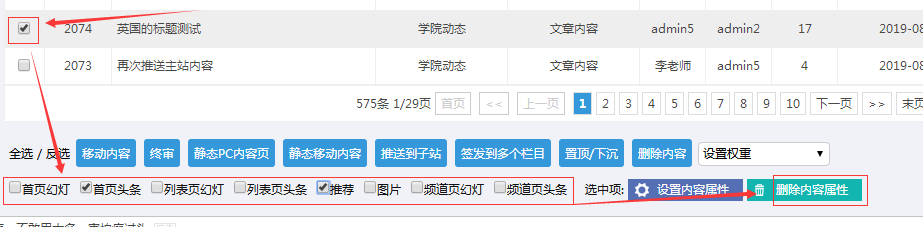 2074 英国的标题测试 学院动态 文章内容 admin5 admin2 17 2019-08
2073 再次推送主站内容 学院动态 文章内容 李老师 admin5 4 2019-08
575条 1/29页 首页 << 上一页 1 2 3 4 5 6 7 8 9 10 下一页 >> 末页
全选 / 反选 移动内容 终审 静态PC内容页 静态移动内容 推送到子站 签发到多个栏目 置顶/下沉 删除内容 设置权重
首页幻灯 首页头条 列表页幻灯 列表页头条 推荐 图片 频道页幻灯 频道页头条 选中项: 设置内容属性 删除内容属性